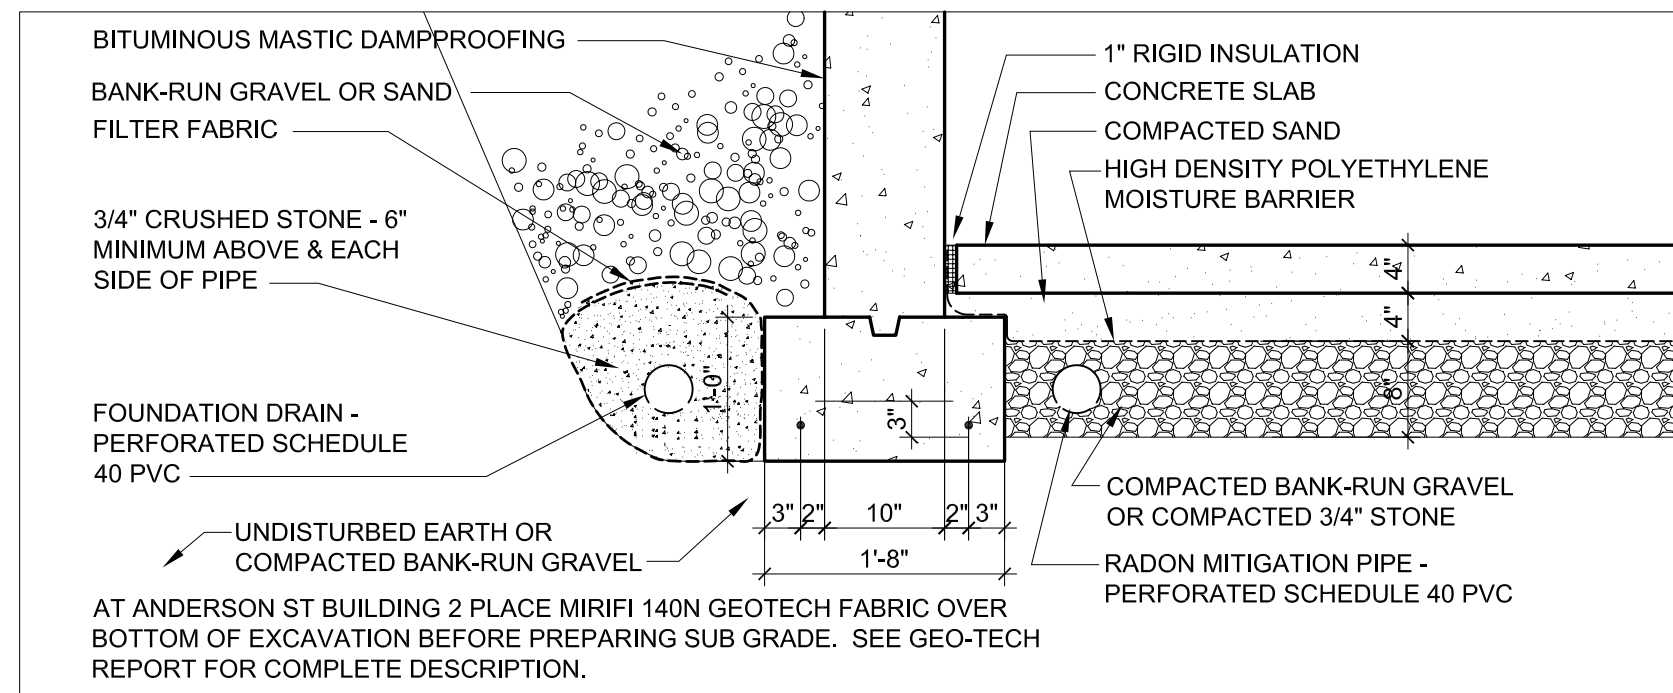 BITUMINOUS MASTIC DAMPPROOFING
BANK-RUN GRAVEL OR SAND
FILTER FABRIC
3/4" CRUSHED STONE - 6"
MINIMUM ABOVE & EACH
SIDE OF PIPE
FOUNDATION DRAIN -
PERFORATED SCHEDULE
40 PVC
UNDISTURBED EARTH OR
COMPACTED BANK-RUN GRAVEL
AT ANDERSON ST BUILDING 2 PLACE MIRIFI 140N GEOTECH FABRIC OVER
BOTTOM OF EXCAVATION BEFORE PREPARING SUB GRADE. SEE GEO-TECH
REPORT FOR COMPLETE DESCRIPTION.
1'-0"
3"
3" 2" 10" 2" 3"
1'-8"
1" RIGID INSULATION
CONCRETE SLAB
COMPACTED SAND
HIGH DENSITY POLYETHYLENE
MOISTURE BARRIER
4"
4"
8"
COMPACTED BANK-RUN GRAVEL
OR COMPACTED 3/4" STONE
RADON MITIGATION PIPE -
PERFORATED SCHEDULE 40 PVC